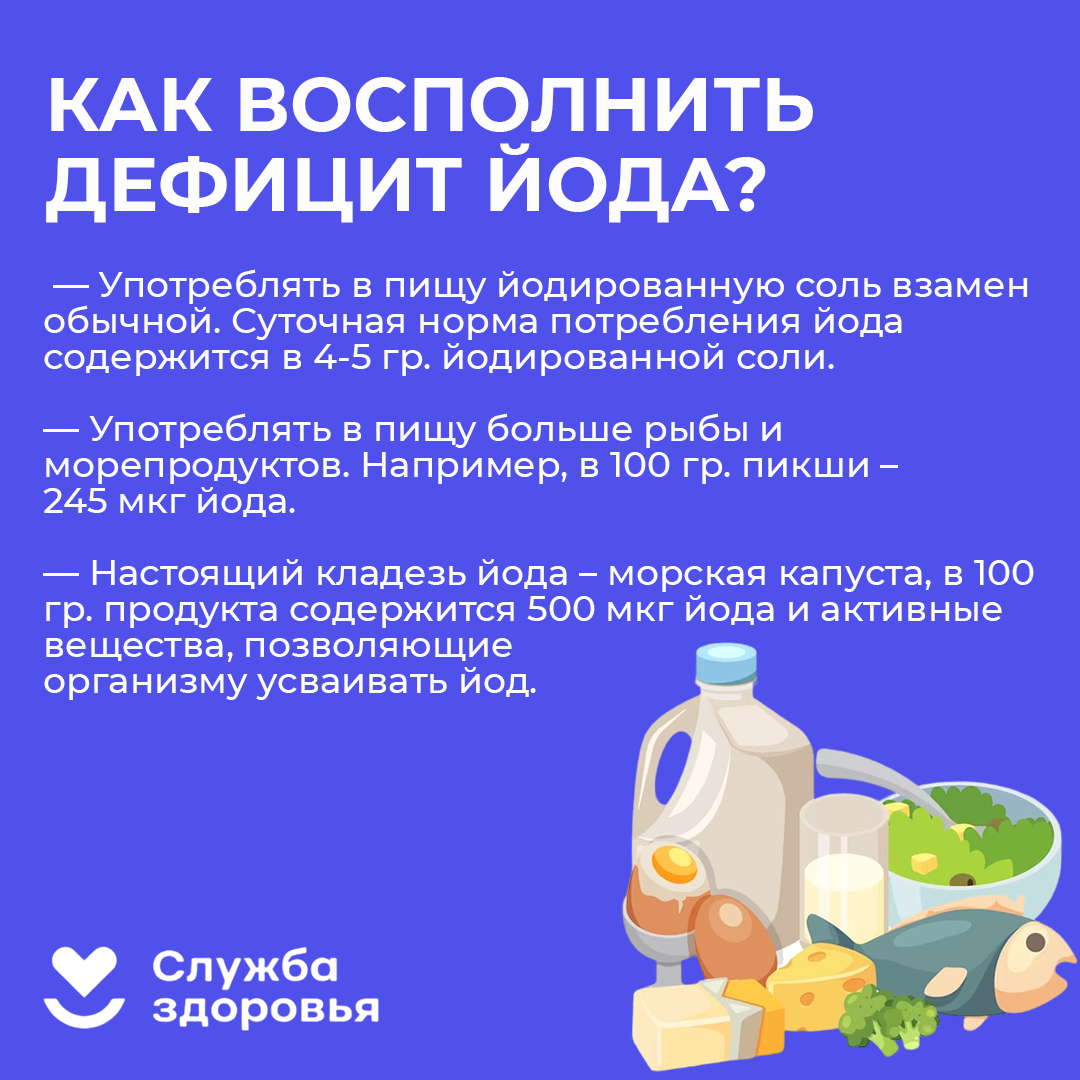 КАК ВОСПОЛНИТЬ
ДЕФИЦИТ ЙОДА?
— Употреблять в пищу йодированную соль взамен
обычной. Суточная норма потребления йода
содержится в 4-5 гр. йодированной соли.
— Употреблять в пищу больше рыбы и
морепродуктов. Например, в 100 гр. пикши –
245 мкг йода.
— Настоящий кладезь йода – морская капуста, в 100
гр. продукта содержится 500 мкг йода и активные
вещества, позволяющие
организму усваивать йод.
Служба
здоровья